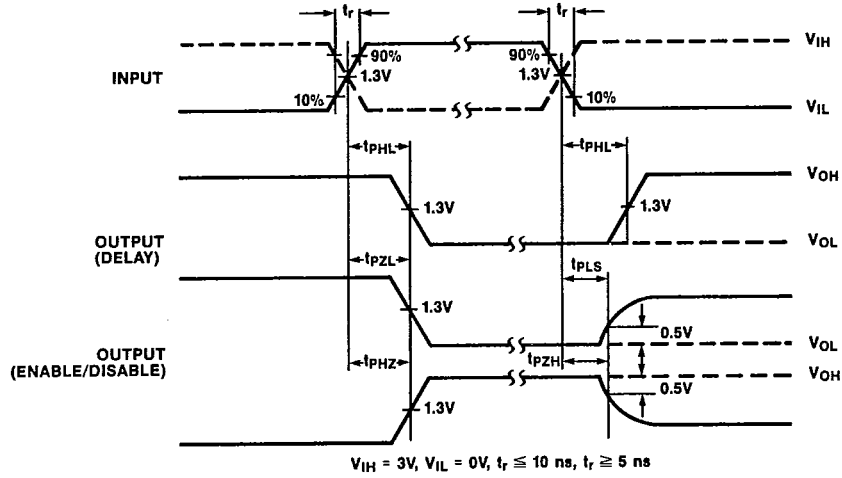 tr
tr
90%
90%
VIH
INPUT
1.3V
1.3V
10%
10%
VIL
tPHL
tPHL
VOH
1.3V
1.3V
OUTPUT
(DELAY)
VOL
tPZL
tPLS
1.3V
0.5V
OUTPUT
(ENABLE/DISABLE)
VOL
tPHZ
tPZH
VOH
0.5V
1.3V
VIH = 3V, VIL = 0V, tr ≦ 10 ns, tr ≧ 5 ns